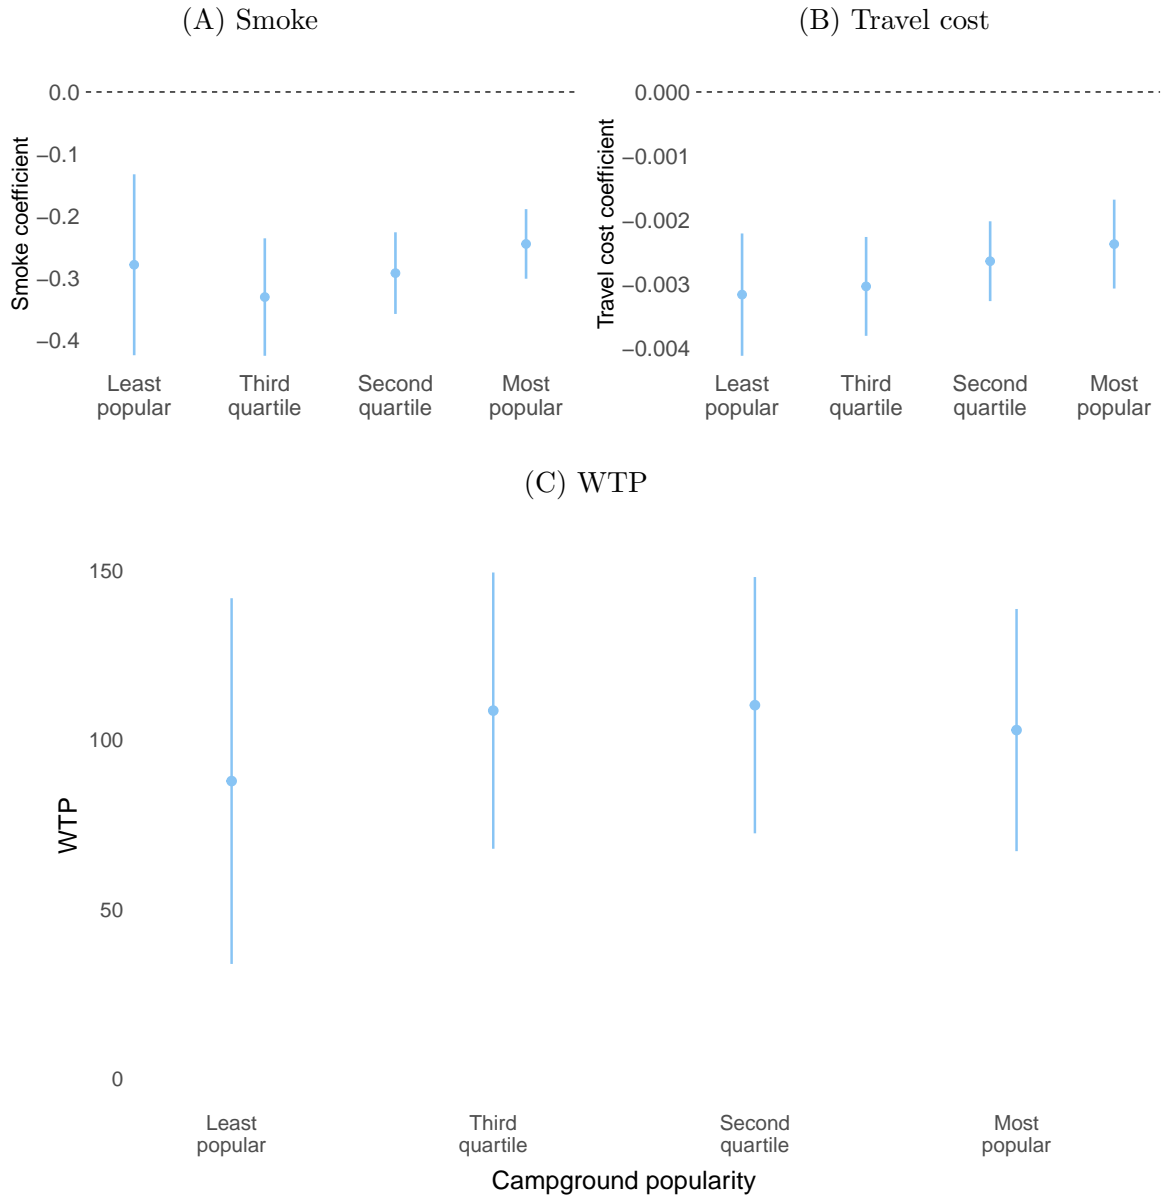 (A) Smoke
(B) Travel cost
0.0
−0.1
−0.2
−0.3
−0.4
Smoke coefficient
Least
popular
Third
quartile
Second
quartile
Most
popular
0.000
−0.001
−0.002
−0.003
−0.004
Travel cost coefficient
Least
popular
Third
quartile
Second
quartile
Most
popular
(C) WTP
150
100
50
0
WTP
Least
popular
Third
quartile
Second
quartile
Most
popular
Campground popularity